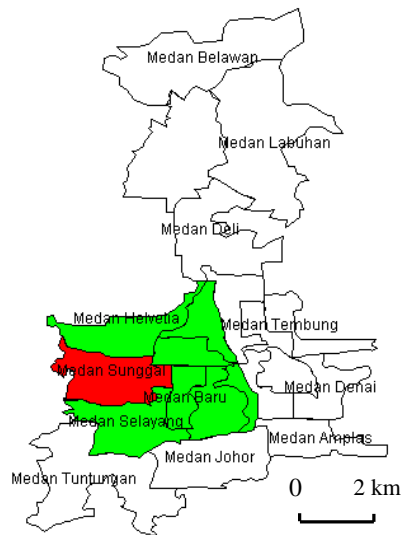 Medan Belawan
Medan Labuhan
Medan Deli
Medan Helvetia
Medan Tembung
Medan Sunggal
Medan Denai
Medan Baru
Medan Selayang
Medan Amplas
Medan Johor
Medan Tuntungan
0 2 km